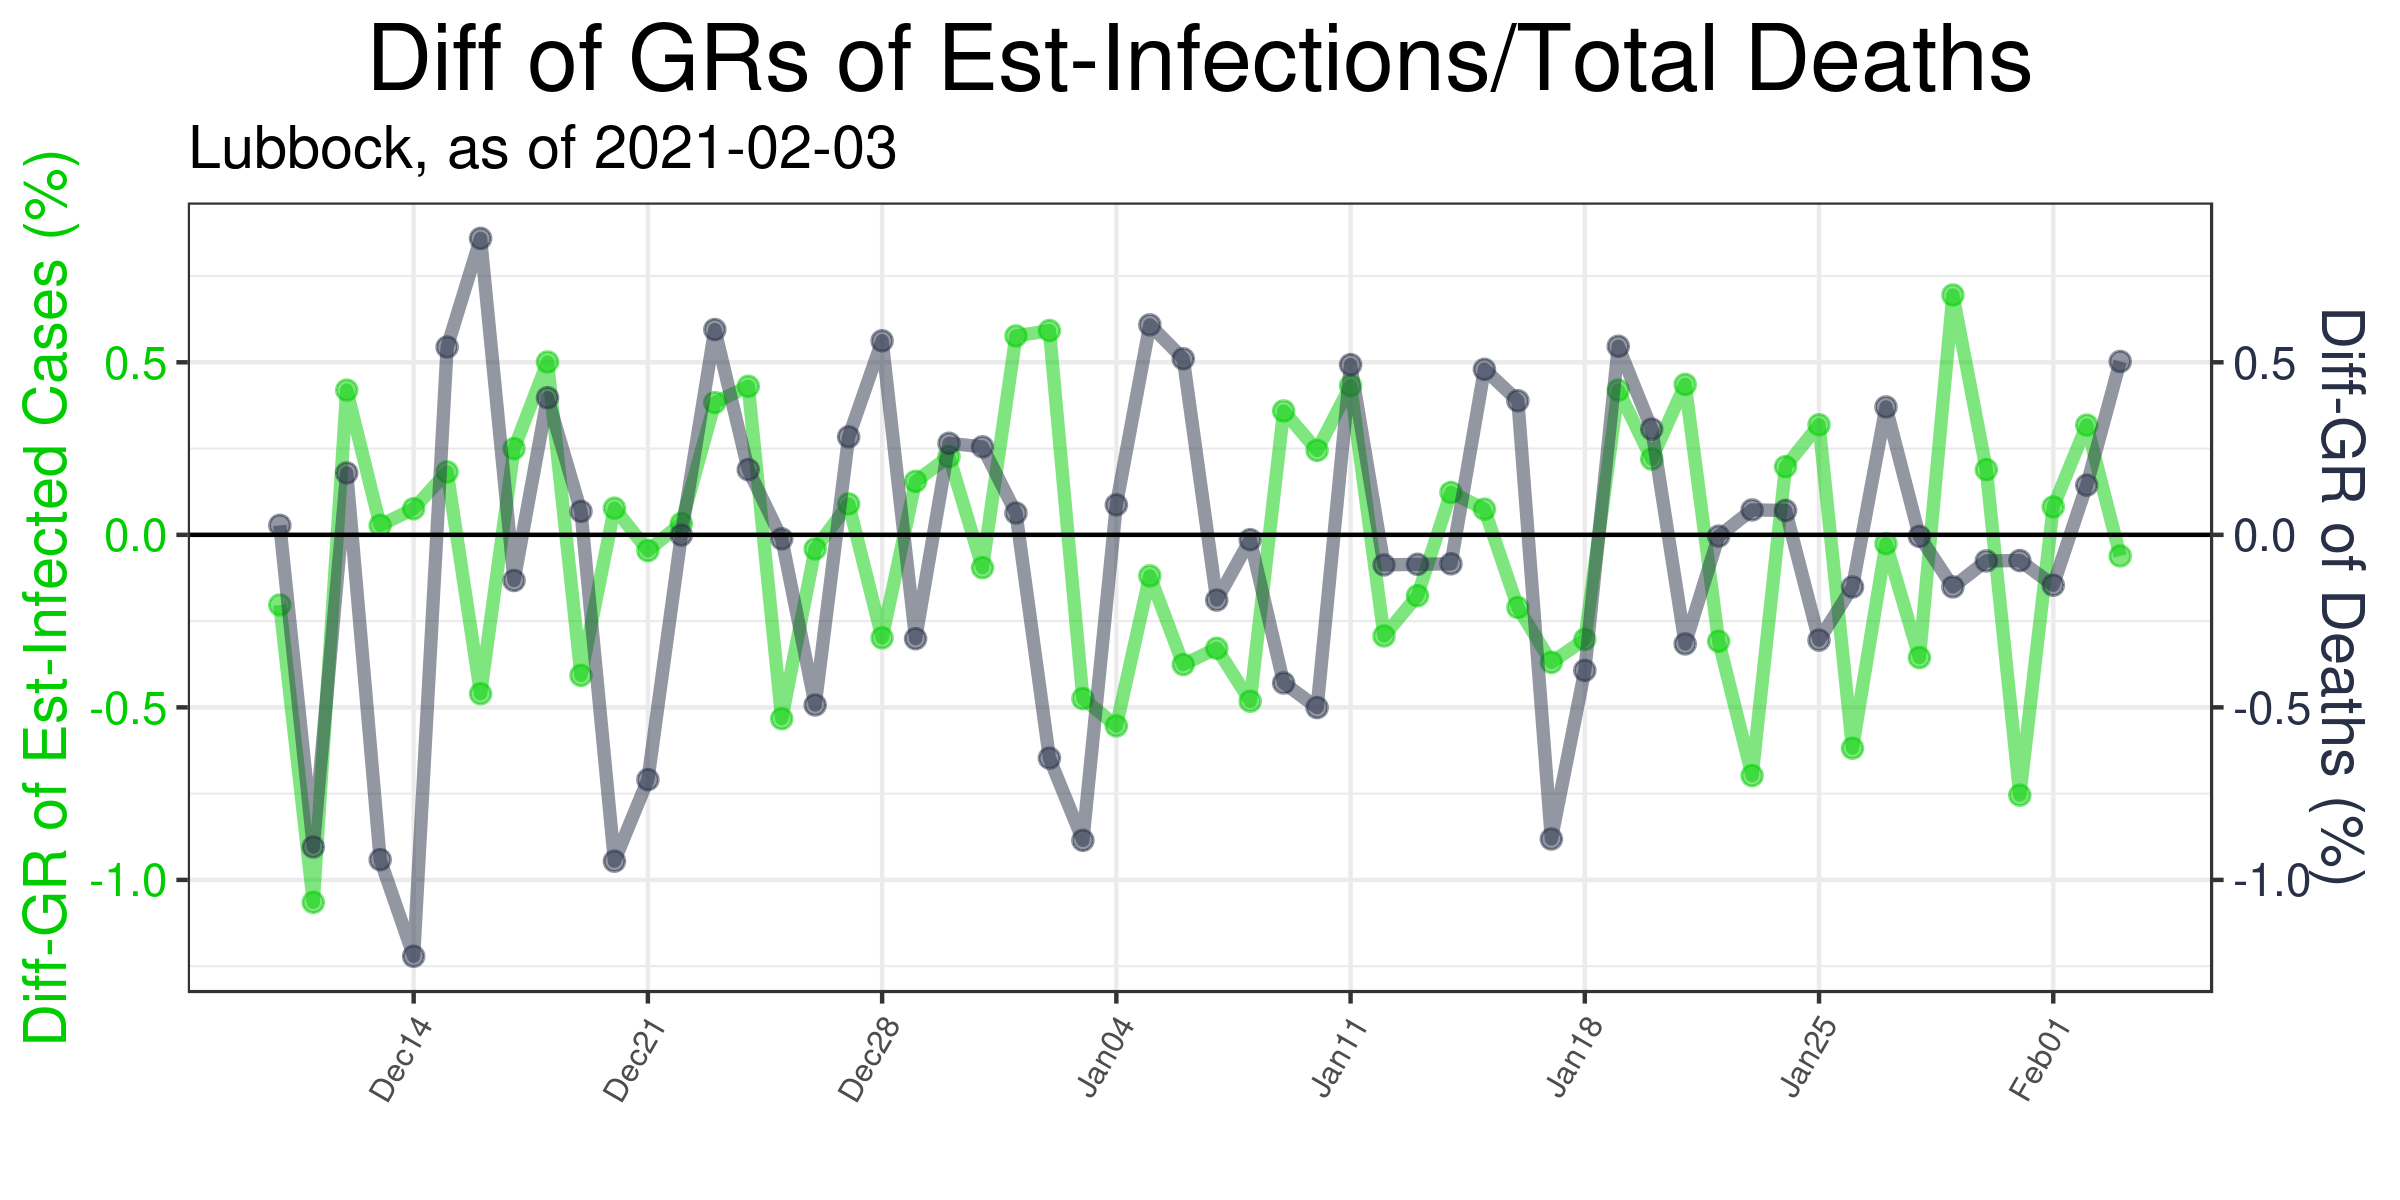 Diff of GRs of Est-Infections/Total Deaths
Lubbock, as of 2021-02-03
Diff-GR of Est-Infected Cases (%)
0.5
0.0
-0.5
-1.0
0.5
0.0
-0.5
-1.0
Diff-GR of Deaths (%)
Dec14
Dec21
Dec28
Jan04
Jan11
Jan18
Jan25
Feb01